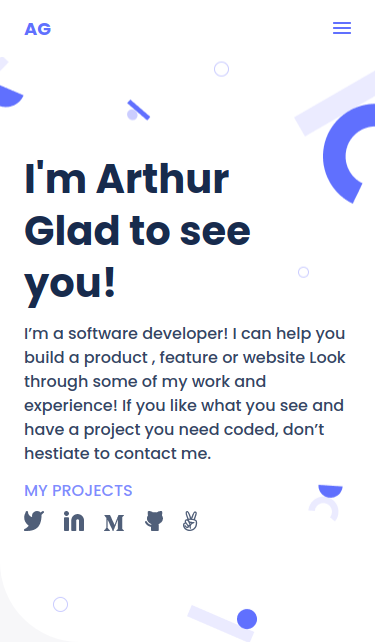 AG
I'm Arthur
Glad to see
you!
I’m a software developer! I can help you
build a product , feature or website Look
through some of my work and
experience! If you like what you see and
have a project you need coded, don’t
hestiate to contact me.
MY PROJECTS